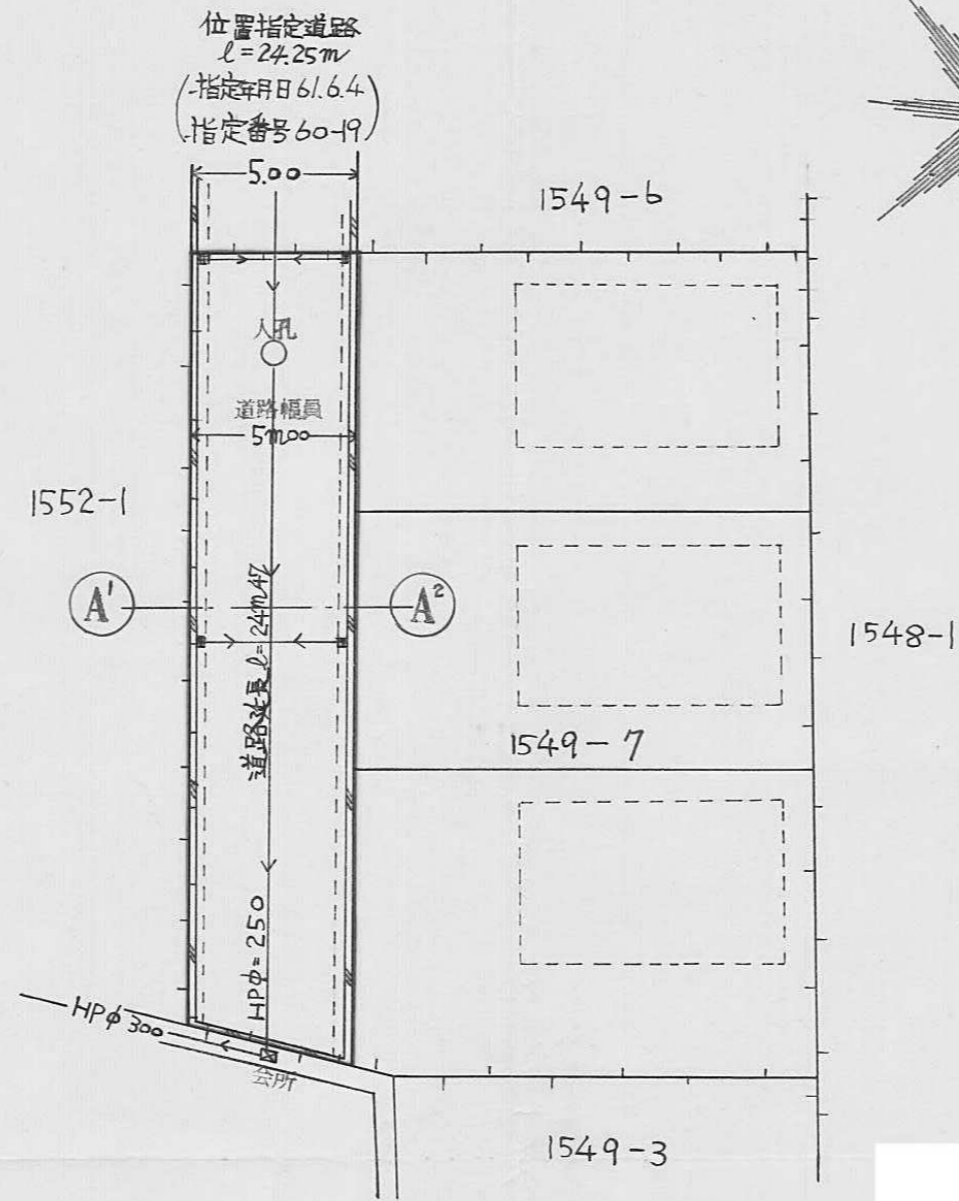 位置指定道路
ℓ=24.25m
指定年月日61.6.4
指定番号60-19
5.00
1549-6
人孔
道路幅員
5m00
1552-1
A1
A2
道路延長ℓ=24m47
1548-1
1549-7
HPφ=250
HPφ300
会所
1549-3